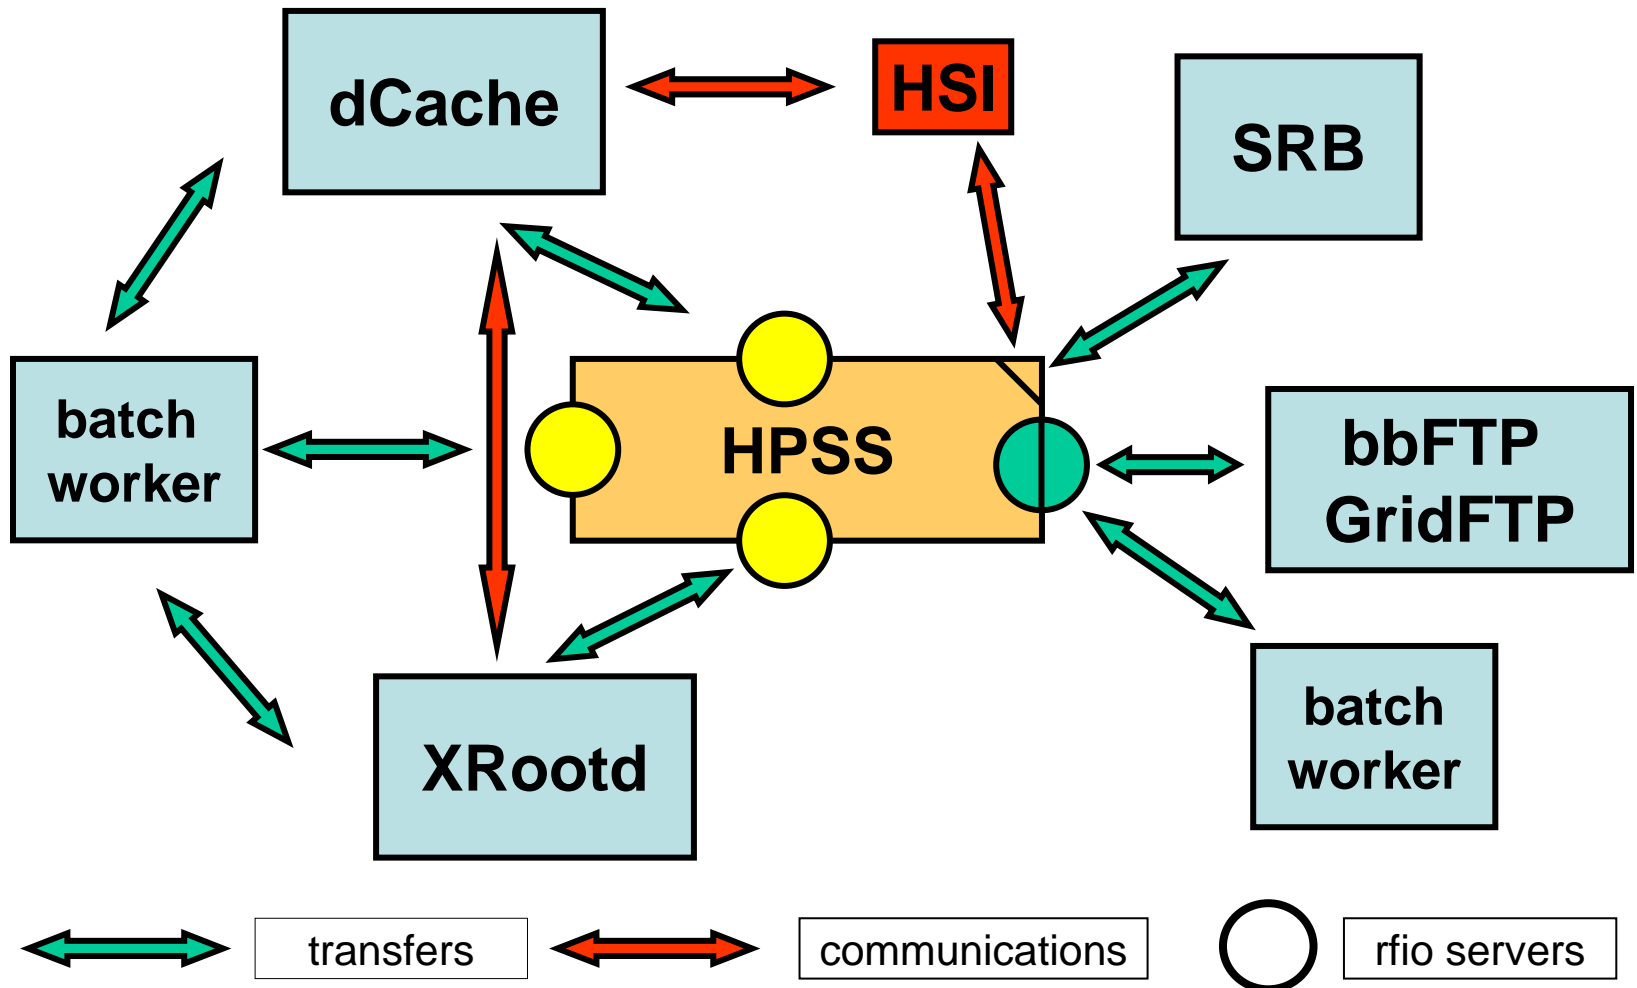 dCache
HSI
SRB
batch
worker
HPSS
bbFTP
GridFTP
XRootd
batch
worker
transfers
communications
rfio servers